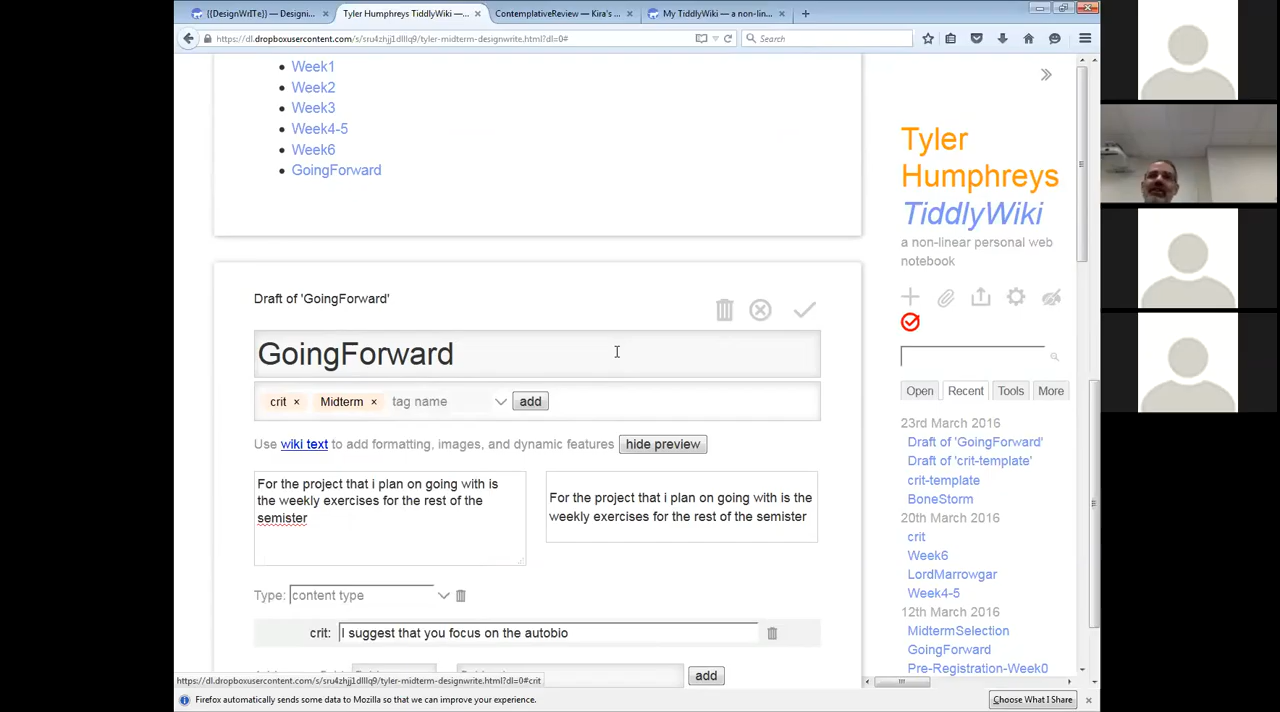 {{DesignWrITe}} — Designi...
Tyler Humphreys TiddlyWiki —...
ContemplativeReview — Kira's ...
My TiddlyWiki — a non-lin...
https://dl.dropboxusercontent.com/s/sru4zhjj1dlllq9/tyler-midterm-designwrite.html?dl=0#
Search
Week1
Week2
Week3
Week4-5
Week6
GoingForward
Draft of 'GoingForward'
GoingForward
crit × Midterm × tag name add
Use wiki text to add formatting, images, and dynamic features hide preview
For the project that i plan on going with is
the weekly exercises for the rest of the
semister
For the project that i plan on going with is the
weekly exercises for the rest of the semister
Type: content type
crit: I suggest that you focus on the autobio
add
https://dl.dropboxusercontent.com/s/sru4zhjj1dlllq9/tyler-midterm-designwrite.html?dl=0#crit
Tyler
Humphreys
TiddlyWiki
a non-linear personal web
notebook
Open Recent Tools More
23rd March 2016
Draft of 'GoingForward'
Draft of 'crit-template'
crit-template
BoneStorm
20th March 2016
crit
Week6
LordMarrowgar
Week4-5
12th March 2016
MidtermSelection
GoingForward
Pre-Registration-Week0
Firefox automatically sends some data to Mozilla so that we can improve your experience.
Choose What I Share